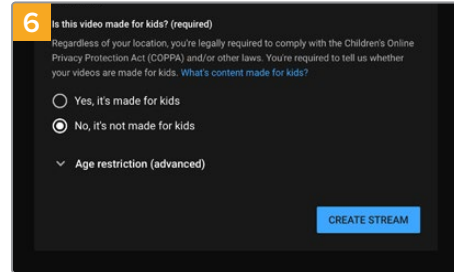 6
Is this video made for kids? (required)
Regardless of your location, you're legally required to comply with the Children's Online
Privacy Protection Act (COPPA) and/or other laws. You're required to tell us whether
your videos are made for kids. What's content made for kids?
Yes, it's made for kids
No, it's not made for kids
Age restriction (advanced)
CREATE STREAM